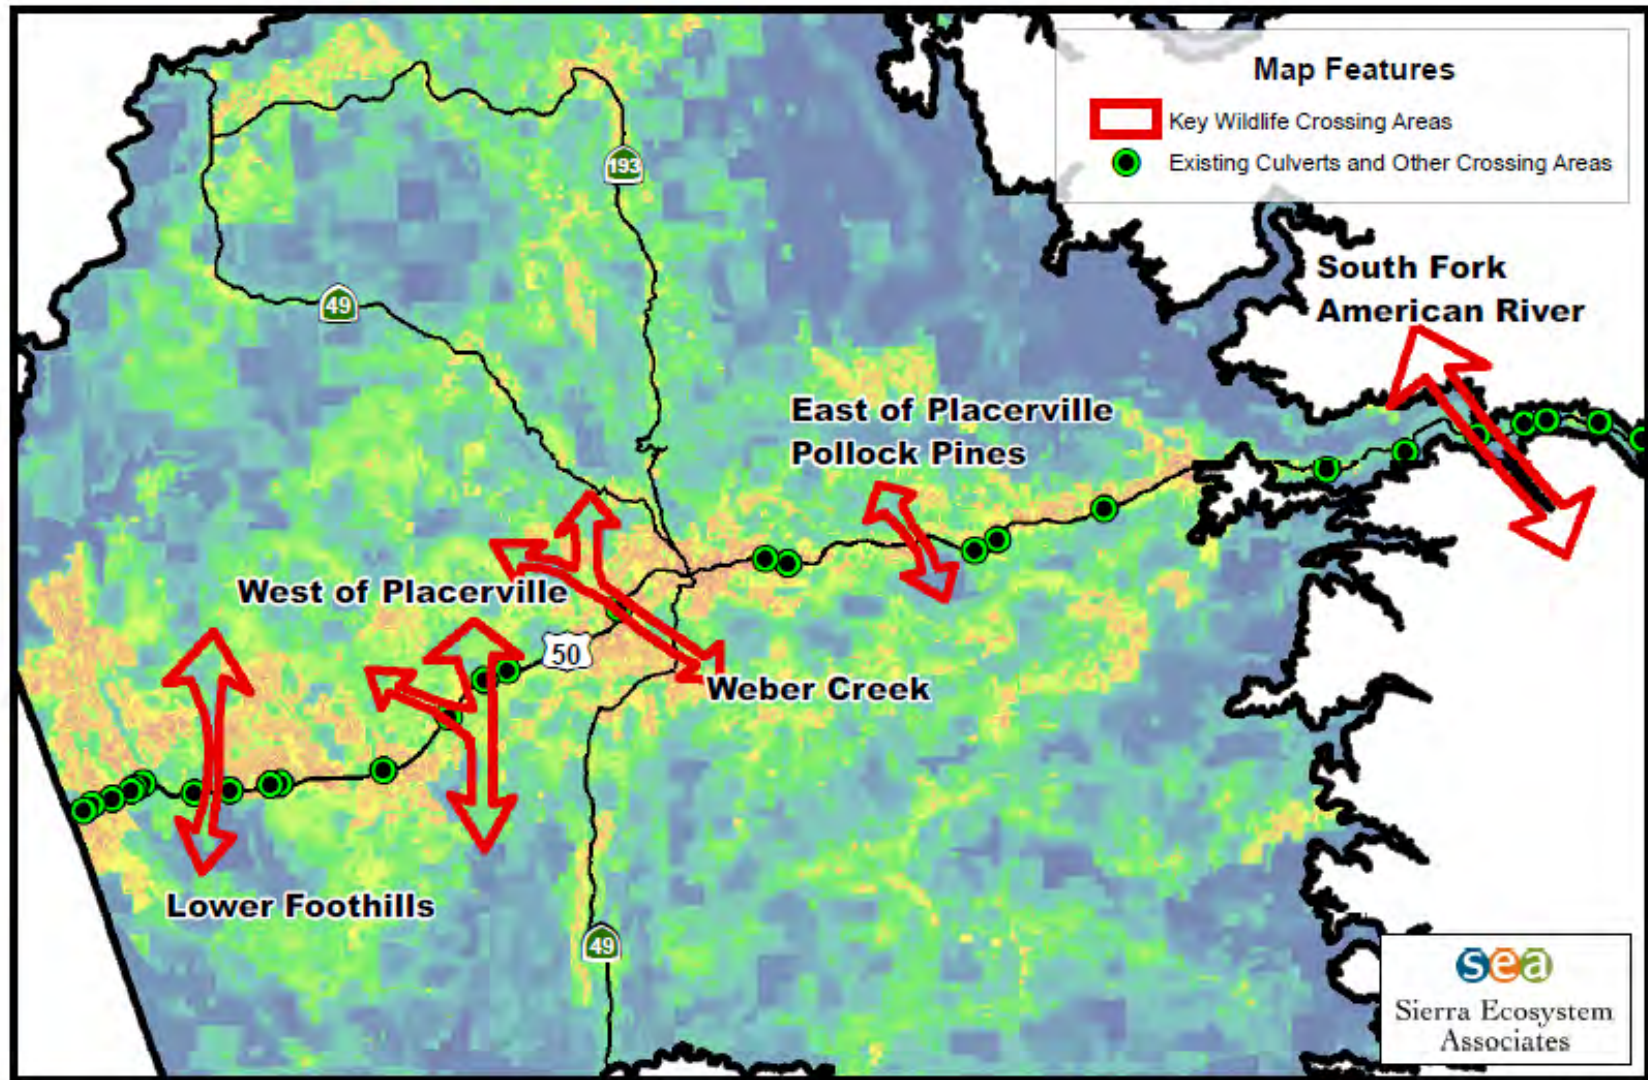 Map Features
Key Wildlife Crossing Areas
Existing Culverts and Other Crossing Areas
193
South Fork
American River
49
East of Placerville
Pollock Pines
West of Placerville
50
Weber Creek
Lower Foothills
49
sea
Sierra Ecosystem
Associates